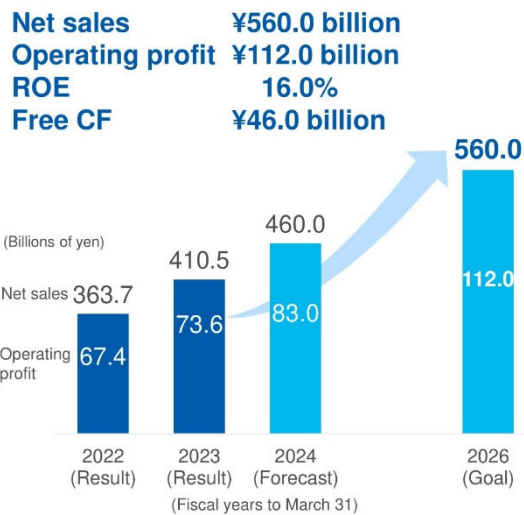 Net sales ¥560.0 billion
Operating profit ¥112.0 billion
ROE 16.0%
Free CF ¥46.0 billion
560.0
(Billions of yen)
460.0
410.5
Net sales 363.7
112.0
73.6
83.0
Operating
profit
67.4
2022 2023 2024 2026
(Result) (Result) (Forecast) (Goal)
(Fiscal years to March 31)